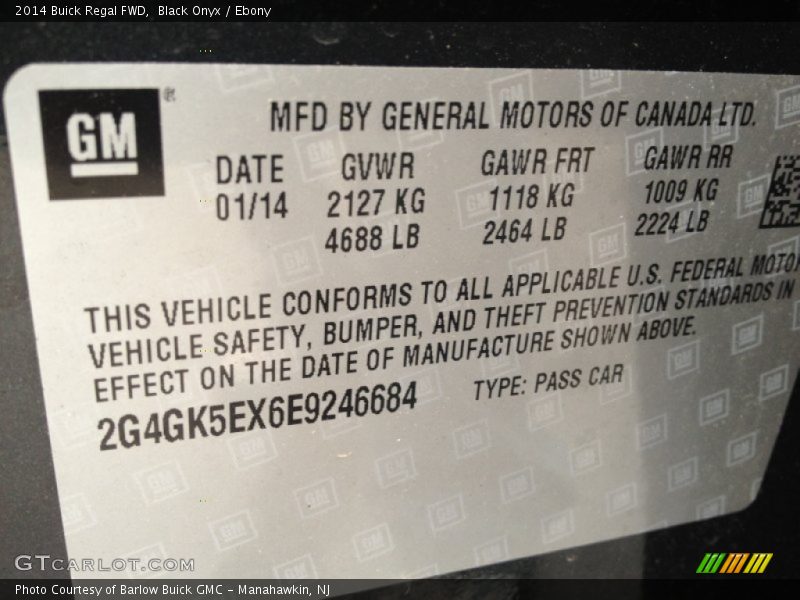 2014 Buick Regal FWD, Black Onyx / Ebony
GM ®
MFD BY GENERAL MOTORS OF CANADA LTD.
DATE GVWR GAWR FRT GAWR RR
01/14 2127 KG 1118 KG 1009 KG
4688 LB 2464 LB 2224 LB
THIS VEHICLE CONFORMS TO ALL APPLICABLE U.S. FEDERAL MOTOR
VEHICLE SAFETY, BUMPER, AND THEFT PREVENTION STANDARDS IN
EFFECT ON THE DATE OF MANUFACTURE SHOWN ABOVE.
2G4GK5EX6E9246684 TYPE: PASS CAR
GTCARLOT.COM
Photo Courtesy of Barlow Buick GMC - Manahawkin, NJ